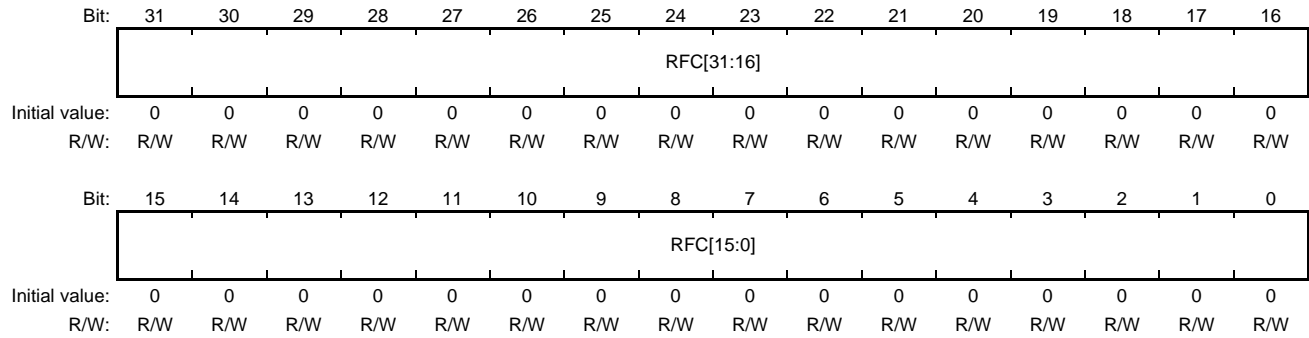 Bit: 31 30 29 28 27 26 25 24 23 22 21 20 19 18 17 16
RFC[31:16]
Initial value: 0 0 0 0 0 0 0 0 0 0 0 0 0 0 0 0
R/W: R/W R/W R/W R/W R/W R/W R/W R/W R/W R/W R/W R/W R/W R/W R/W R/W
Bit: 15 14 13 12 11 10 9 8 7 6 5 4 3 2 1 0
RFC[15:0]
Initial value: 0 0 0 0 0 0 0 0 0 0 0 0 0 0 0 0
R/W: R/W R/W R/W R/W R/W R/W R/W R/W R/W R/W R/W R/W R/W R/W R/W R/W